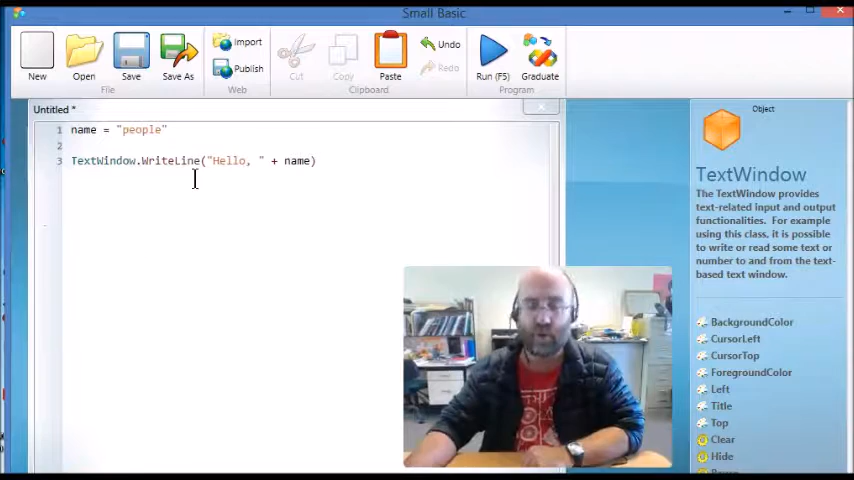 Small Basic
New
Open
Save
Save As
Import
Publish
Cut
Copy
Paste
Undo
Redo
Run (F5)
Graduate
File
Web
Clipboard
Program
Untitled *
1 name = "people"
2
3 TextWindow.WriteLine("Hello, " + name)
Object
TextWindow
The TextWindow provides
text-related input and output
functionalities. For example
using this class, it is possible
to write or read some text or
number to and from the text-
based text window.
BackgroundColor
CursorLeft
CursorTop
ForegroundColor
Left
Title
Top
Clear
Hide